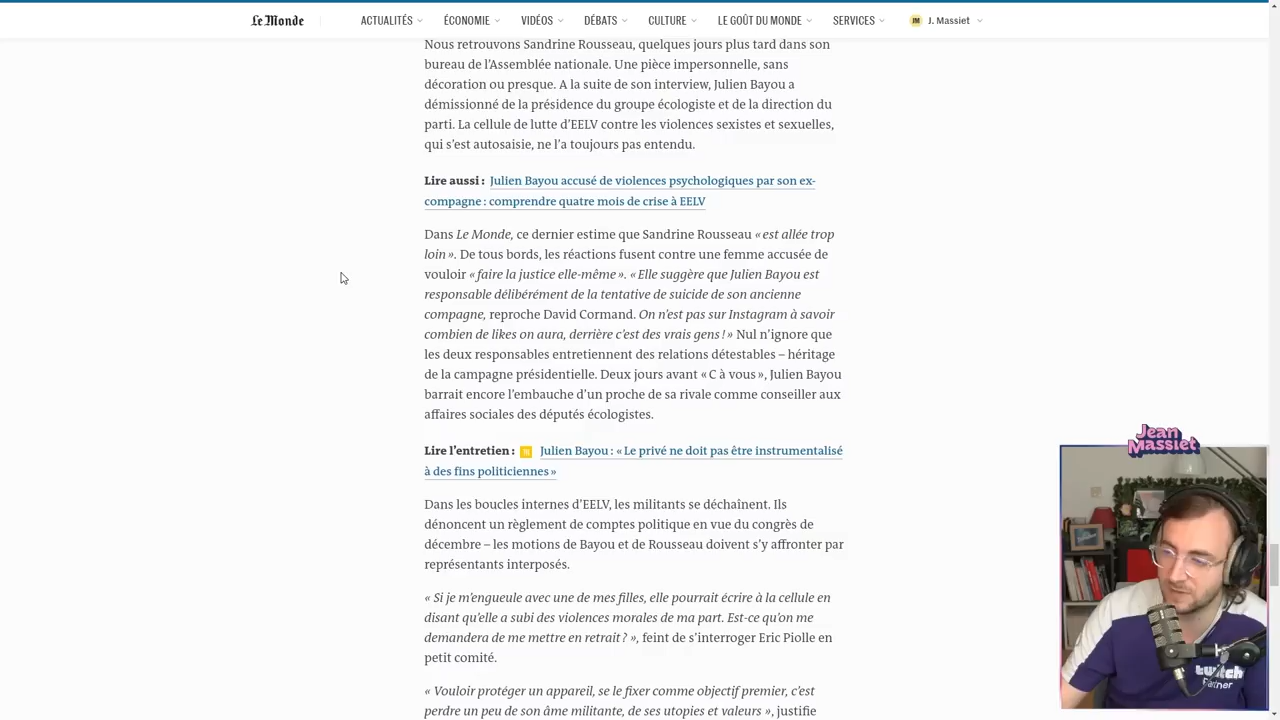 Le Monde
ACTUALITÉS
ÉCONOMIE
VIDÉOS
DÉBATS
CULTURE
LE GOÛT DU MONDE
SERVICES
JM
J. Massiet
Nous retrouvons Sandrine Rousseau, quelques jours plus tard dans son
bureau de l’Assemblée nationale. Une pièce impersonnelle, sans
décoration ou presque. A la suite de son interview, Julien Bayou a
démissionné de la présidence du groupe écologiste et de la direction du
parti. La cellule de lutte d’EELV contre les violences sexistes et sexuelles,
qui s’est autosaisie, ne l’a toujours pas entendu.
Lire aussi : Julien Bayou accusé de violences psychologiques par son ex-
compagne : comprendre quatre mois de crise à EELV
Dans Le Monde, ce dernier estime que Sandrine Rousseau « est allée trop
loin ». De tous bords, les réactions fusent contre une femme accusée de
vouloir « faire la justice elle-même ». « Elle suggère que Julien Bayou est
responsable délibérément de la tentative de suicide de son ancienne
compagne, reproche David Cormand. On n’est pas sur Instagram à savoir
combien de likes on aura, derrière c’est des vrais gens ! » Nul n’ignore que
les deux responsables entretiennent des relations détestables – héritage
de la campagne présidentielle. Deux jours avant « C à vous », Julien Bayou
barrait encore l’embauche d’un proche de sa rivale comme conseiller aux
affaires sociales des députés écologistes.
Lire l’entretien : Julien Bayou : « Le privé ne doit pas être instrumentalisé
à des fins politiciennes »
Dans les boucles internes d’EELV, les militants se déchaînent. Ils
dénoncent un règlement de comptes politique en vue du congrès de
décembre – les motions de Bayou et de Rousseau doivent s’y affronter par
représentants interposés.
« Si je m’engueule avec une de mes filles, elle pourrait écrire à la cellule en
disant qu’elle a subi des violences morales de ma part. Est-ce qu’on me
demandera de me mettre en retrait ? », feint de s’interroger Eric Piolle en
petit comité.
« Vouloir protéger un appareil, se le fixer comme objectif premier, c’est
perdre un peu de son âme militante, de ses utopies et valeurs », justifie
Jean
Massiet
twitch
Partner